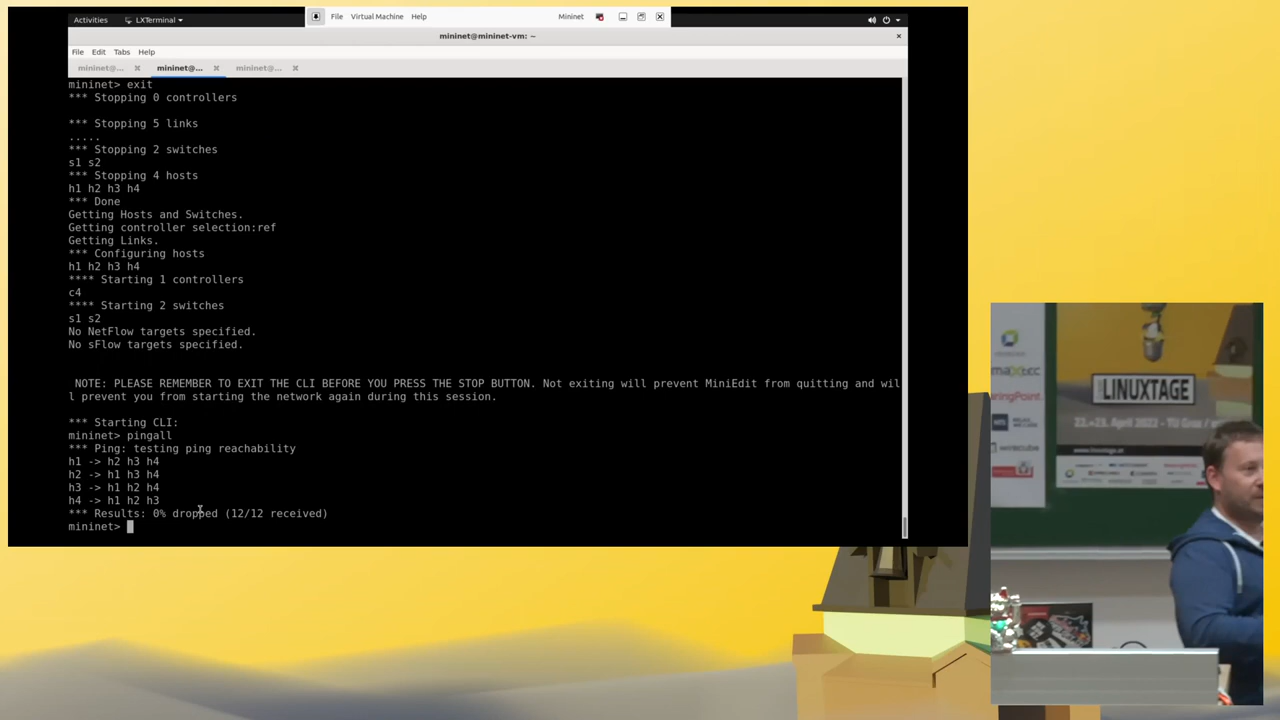 Activities
LXTerminal
File Virtual Machine Help
Mininet
mininet@mininet-vm: ~
File Edit Tabs Help
mininet@...
mininet@...
mininet@...
mininet> exit
*** Stopping 0 controllers
*** Stopping 5 links
.....
*** Stopping 2 switches
s1 s2
*** Stopping 4 hosts
h1 h2 h3 h4
*** Done
Getting Hosts and Switches.
Getting controller selection:ref
Getting Links.
*** Configuring hosts
h1 h2 h3 h4
**** Starting 1 controllers
c4
**** Starting 2 switches
s1 s2
No NetFlow targets specified.
No sFlow targets specified.
NOTE: PLEASE REMEMBER TO EXIT THE CLI BEFORE YOU PRESS THE STOP BUTTON. Not exiting will prevent MiniEdit from quitting and wil
l prevent you from starting the network again during this session.
*** Starting CLI:
mininet> pingall
*** Ping: testing ping reachability
h1 -> h2 h3 h4
h2 -> h1 h3 h4
h3 -> h1 h2 h4
h4 -> h1 h2 h3
*** Results: 0% dropped (12/12 received)
mininet>
LINUXTAGE